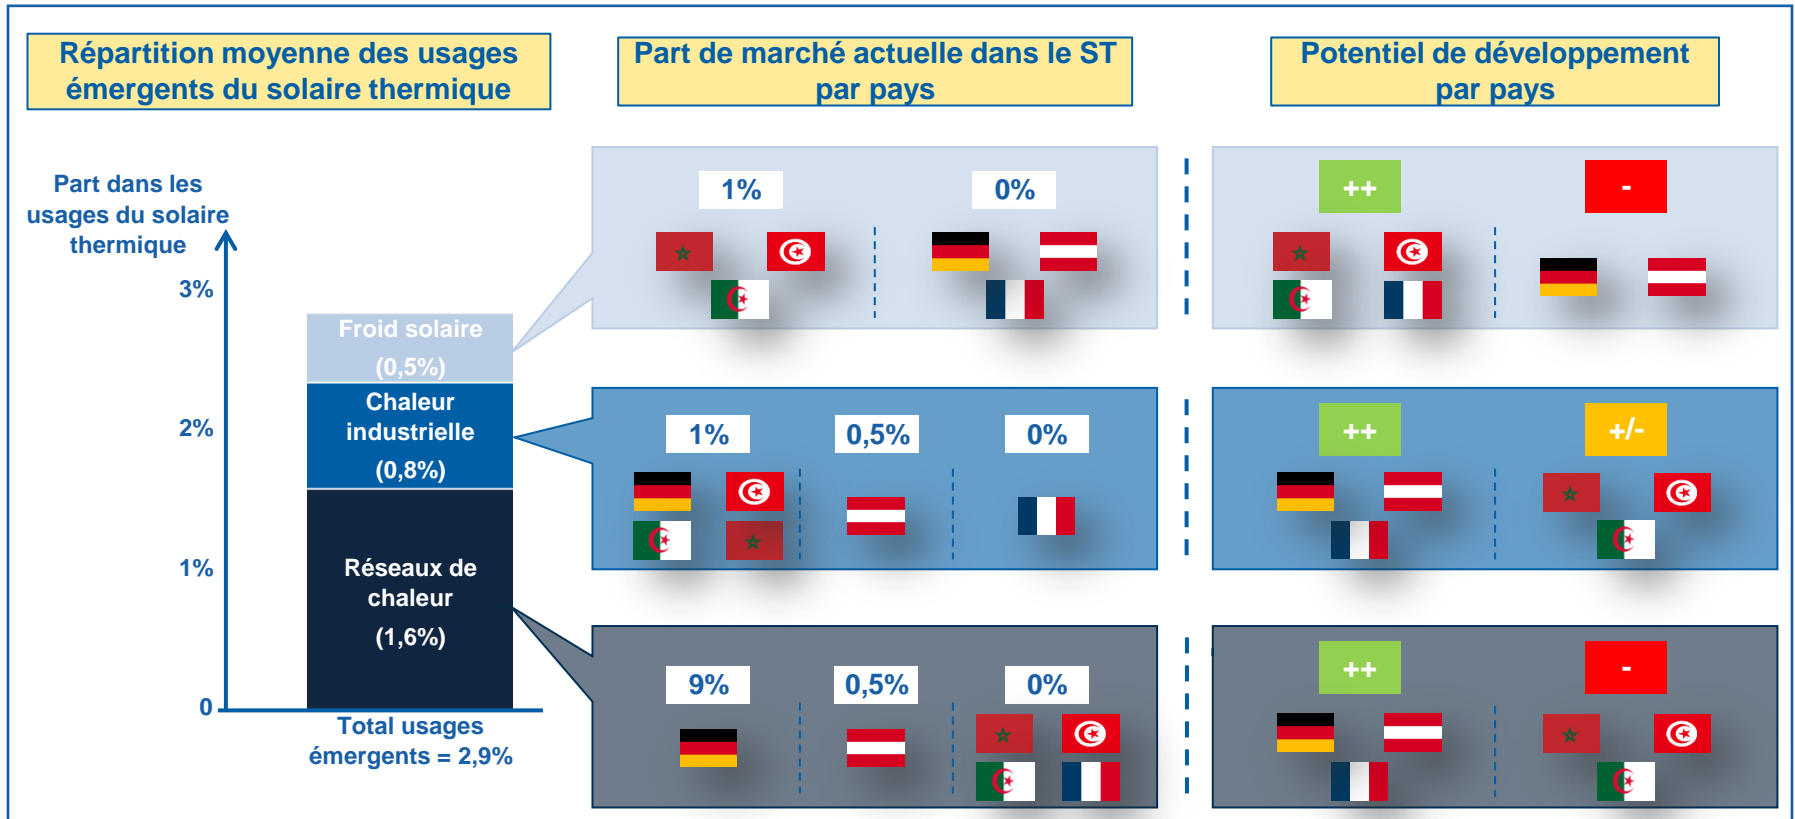 Répartition moyenne des usages
émergents du solaire thermique
Part de marché actuelle dans le ST
par pays
Potentiel de développement
par pays
Part dans les
usages du solaire
thermique
3%
2%
1%
0
Froid solaire
(0,5%)
Chaleur
industrielle
(0,8%)
Réseaux de
chaleur
(1,6%)
Total usages
émergents = 2,9%
1%
0%
++
-
1%
0,5%
0%
++
+/-
9%
0,5%
0%
++
-